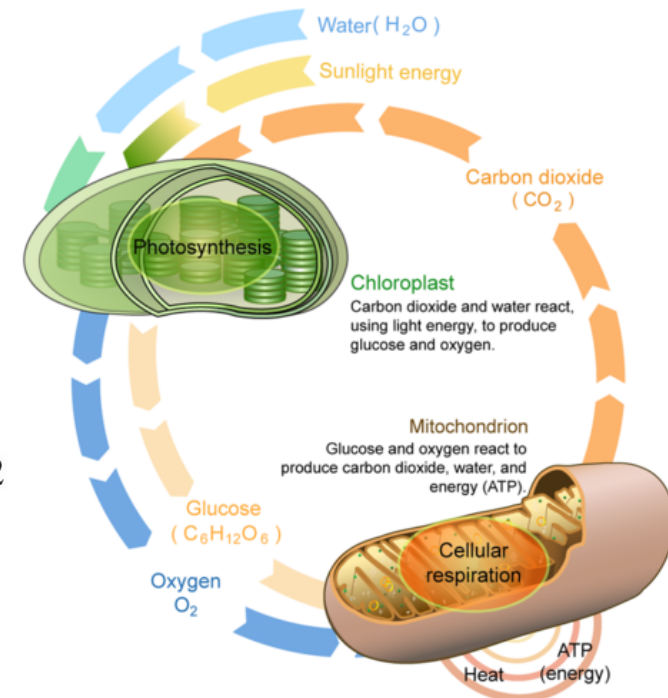 Water( H₂O )
Sunlight energy
Carbon dioxide
( CO₂ )
Photosynthesis
Chloroplast
Carbon dioxide and water react,
using light energy, to produce
glucose and oxygen.
Mitochondrion
Glucose and oxygen react to
produce carbon dioxide, water, and
energy (ATP).
Glucose
( C₆H₁₂O₆ )
Cellular
respiration
Oxygen
O₂
Heat
ATP
(energy)